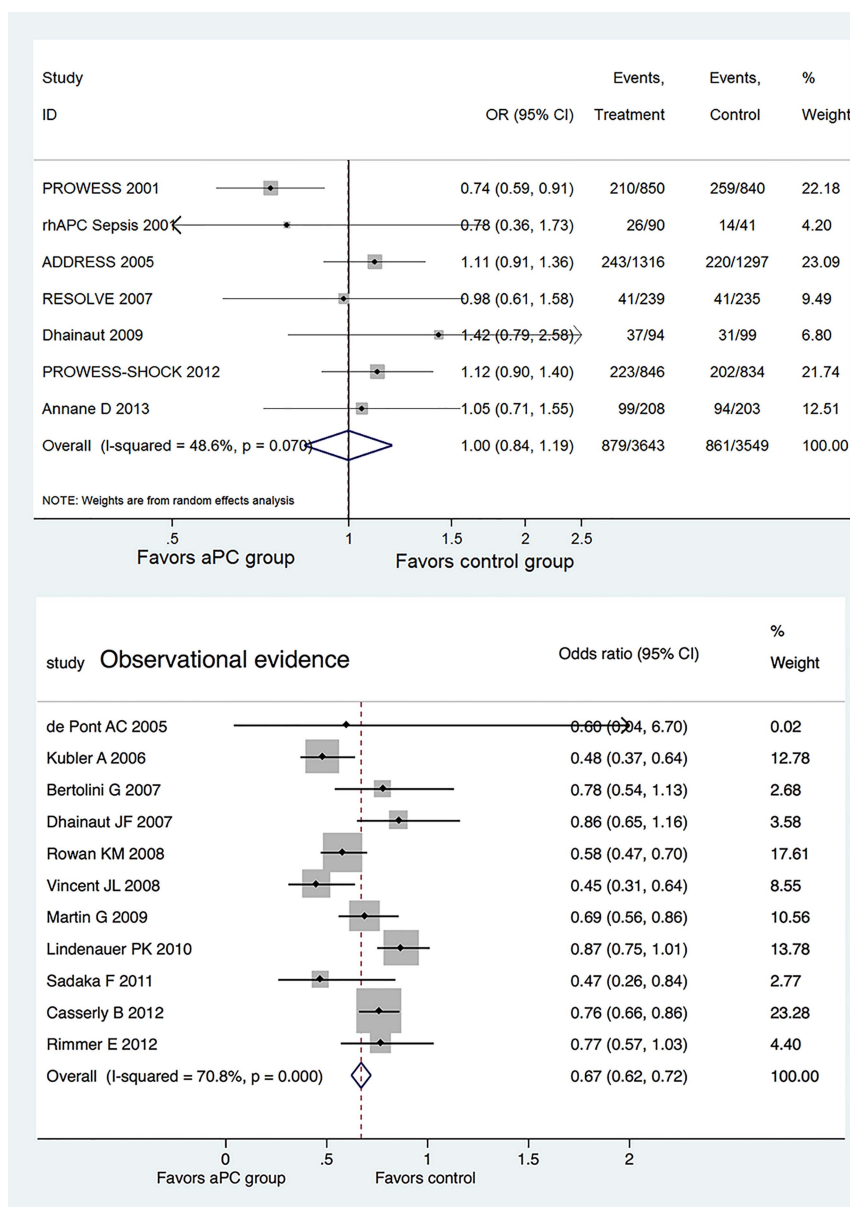 Study Events, Events, %
ID OR (95% CI) Treatment Control Weight
PROWESS 2001 0.74 (0.59, 0.91) 210/850 259/840 22.18
rhAPC Sepsis 2001 0.78 (0.36, 1.73) 26/90 14/41 4.20
ADDRESS 2005 1.11 (0.91, 1.36) 243/1316 220/1297 23.09
RESOLVE 2007 0.98 (0.61, 1.58) 41/239 41/235 9.49
Dhainaut 2009 1.42 (0.79, 2.58) 37/94 31/99 6.80
PROWESS-SHOCK 2012 1.12 (0.90, 1.40) 223/846 202/834 21.74
Annane D 2013 1.05 (0.71, 1.55) 99/208 94/203 12.51
Overall (I-squared = 48.6%, p = 0.070) 1.00 (0.84, 1.19) 879/3643 861/3549 100.00
NOTE: Weights are from random effects analysis
.5 1 1.5 2 2.5
Favors aPC group Favors control group
%
study Observational evidence Odds ratio (95% CI) Weight
de Pont AC 2005 0.60 (0.04, 6.70) 0.02
Kubler A 2006 0.48 (0.37, 0.64) 12.78
Bertolini G 2007 0.78 (0.54, 1.13) 2.68
Dhainaut JF 2007 0.86 (0.65, 1.16) 3.58
Rowan KM 2008 0.58 (0.47, 0.70) 17.61
Vincent JL 2008 0.45 (0.31, 0.64) 8.55
Martin G 2009 0.69 (0.56, 0.86) 10.56
Lindenauer PK 2010 0.87 (0.75, 1.01) 13.78
Sadaka F 2011 0.47 (0.26, 0.84) 2.77
Casserly B 2012 0.76 (0.66, 0.86) 23.28
Rimmer E 2012 0.77 (0.57, 1.03) 4.40
Overall (I-squared = 70.8%, p = 0.000) 0.67 (0.62, 0.72) 100.00
0 .5 1 2
Favors aPC group Favors control